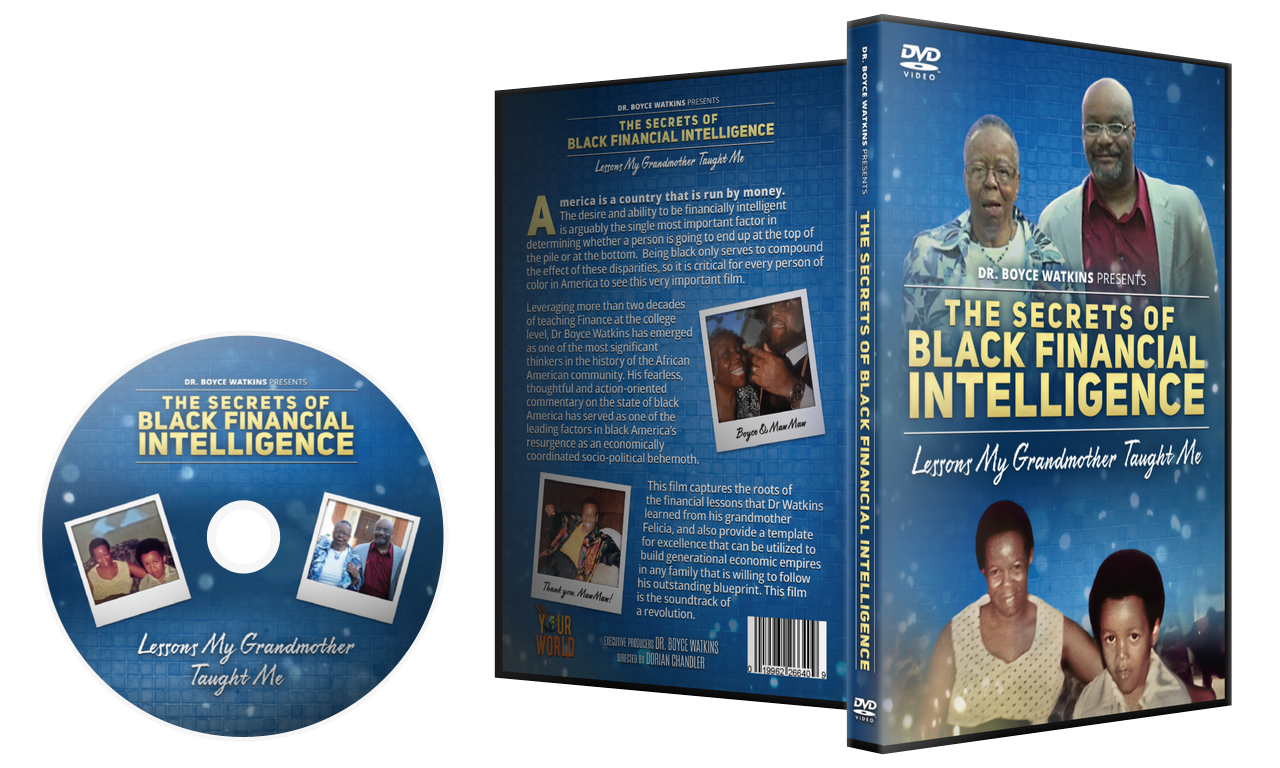 DR. BOYCE WATKINS PRESENTS
THE SECRETS OF
BLACK FINANCIAL
INTELLIGENCE
Lessons My Grandmother
Taught Me
DR. BOYCE WATKINS PRESENTS
THE SECRETS OF
BLACK FINANCIAL INTELLIGENCE
Lessons My Grandmother Taught Me
America is a country that is run by money.
The desire and ability to be financially intelligent
is arguably the single most important factor in
determining whether a person is going to end up at the top of
the pile or at the bottom. Being black only serves to compound
the effect of these disparities, so it is critical for every person of
color in America to see this very important film.
Leveraging more than two decades
of teaching Finance at the college
level, Dr Boyce Watkins has emerged
as one of the most significant
thinkers in the history of the African
American community. His fearless,
thoughtful and action-oriented
commentary on the state of black
America has served as one of the
leading factors in black America's
resurgence as an economically
coordinated socio-political behemoth.
Boyce & MawMaw
This film captures the roots of
the financial lessons that Dr Watkins
learned from his grandmother
Felicia, and also provide a template
for excellence that can be utilized to
build generational economic empires
in any family that is willing to follow
his outstanding blueprint. This film
is the soundtrack of
a revolution.
Thank you, MawMaw!
YOUR
WORLD
EXECUTIVE PRODUCERS DR. BOYCE WATKINS
DIRECTED BY DORIAN CHANDLER
0 19962 26640 9
DR. BOYCE WATKINS PRESENTS
THE SECRETS OF BLACK FINANCIAL INTELLIGENCE
DVD
VIDEO
DVD
VIDEO
DR. BOYCE WATKINS PRESENTS
THE SECRETS OF
BLACK FINANCIAL
INTELLIGENCE
Lessons My Grandmother Taught Me